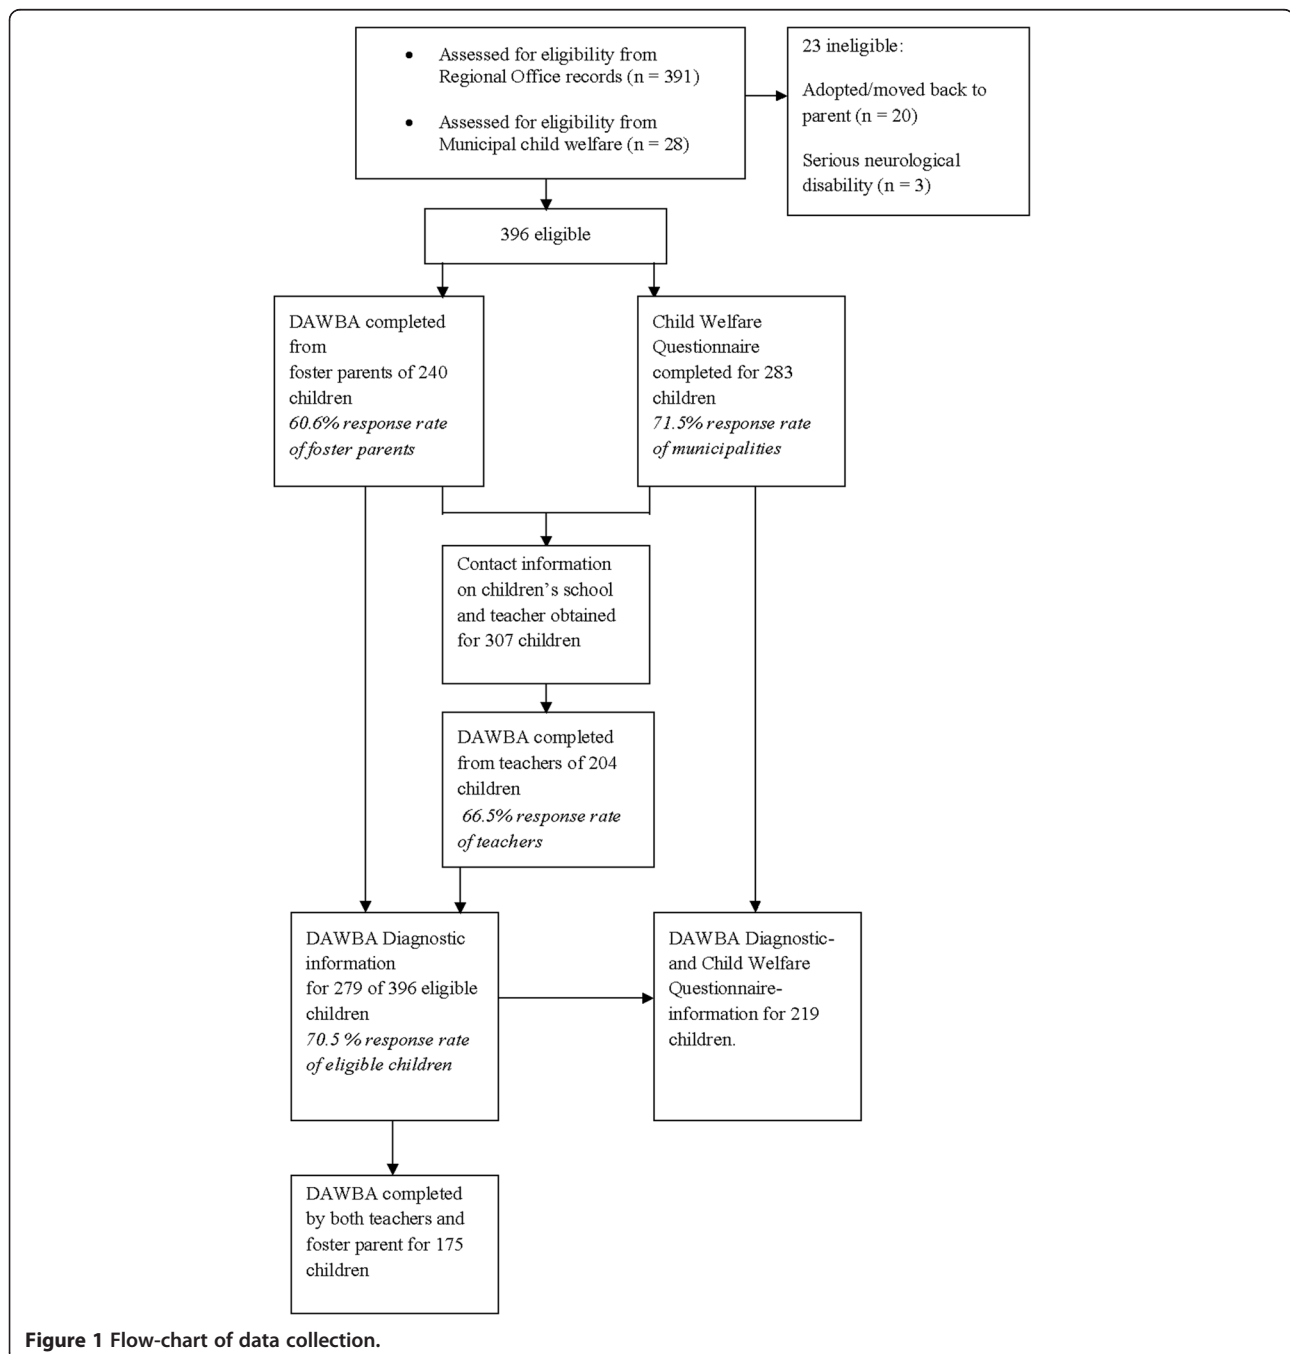 • Assessed for eligibility from
Regional Office records (n = 391)
• Assessed for eligibility from
Municipal child welfare (n = 28)
23 ineligible:
Adopted/moved back to
parent (n = 20)
Serious neurological
disability (n = 3)
396 eligible
DAWBA completed
from
foster parents of 240
children
60.6% response rate
of foster parents
Child Welfare
Questionnaire
completed for 283
children
71.5% response rate
of municipalities
Contact information
on children’s school
and teacher obtained
for 307 children
DAWBA completed
from teachers of 204
children
66.5% response rate
of teachers
DAWBA Diagnostic
information
for 279 of 396 eligible
children
70.5 % response rate
of eligible children
DAWBA Diagnostic-
and Child Welfare
Questionnaire-
information for 219
children.
DAWBA completed
by both teachers and
foster parent for 175
children
Figure 1 Flow-chart of data collection.